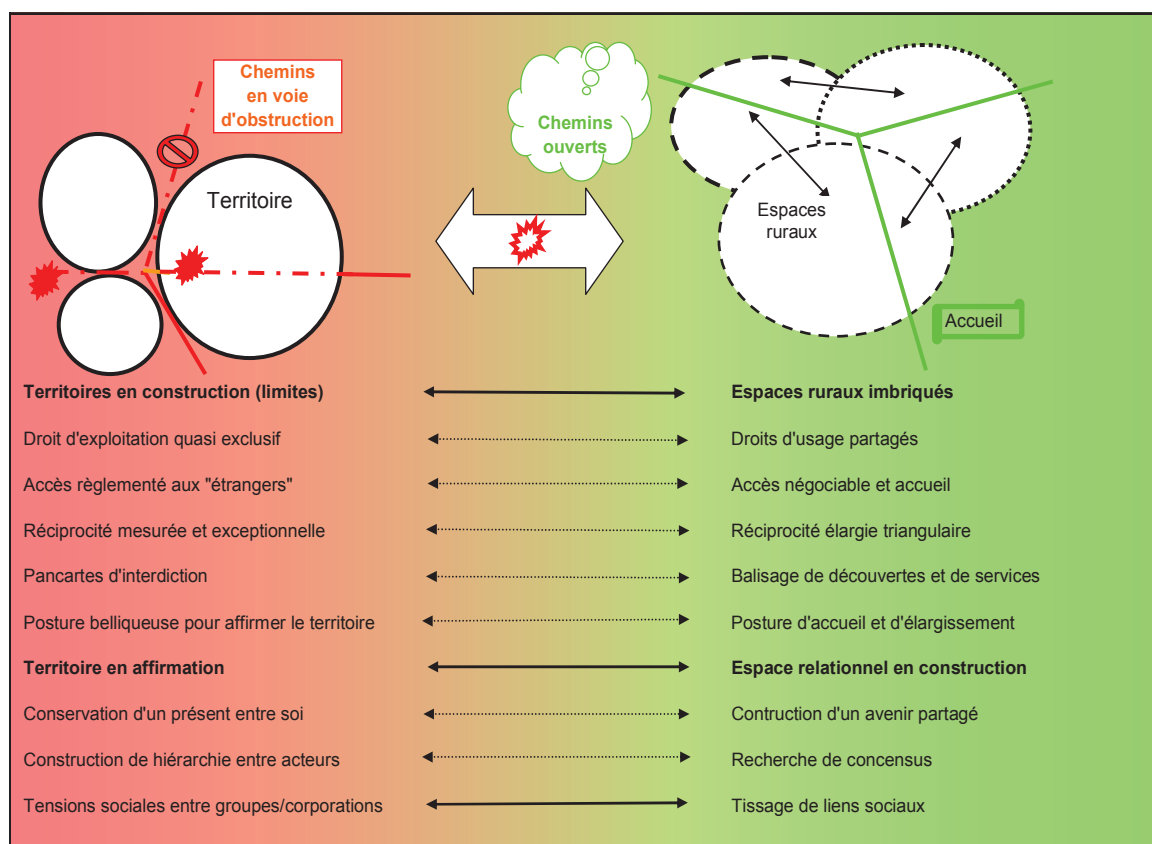 Chemins
en voie
d'obstruction
Territoire
Chemins
ouverts
Espaces
ruraux
Accueil
Territoires en construction (limites) Espaces ruraux imbriqués
Droit d'exploitation quasi exclusif Droits d'usage partagés
Accès règlementé aux "étrangers" Accès négociable et accueil
Réciprocité mesurée et exceptionnelle Réciprocité élargie triangulaire
Pancartes d'interdiction Balisage de découvertes et de services
Posture belliqueuse pour affirmer le territoire Posture d'accueil et d'élargissement
Territoire en affirmation Espace relationnel en construction
Conservation d'un présent entre soi Contruction d'un avenir partagé
Construction de hiérarchie entre acteurs Recherche de concensus
Tensions sociales entre groupes/corporations Tissage de liens sociaux